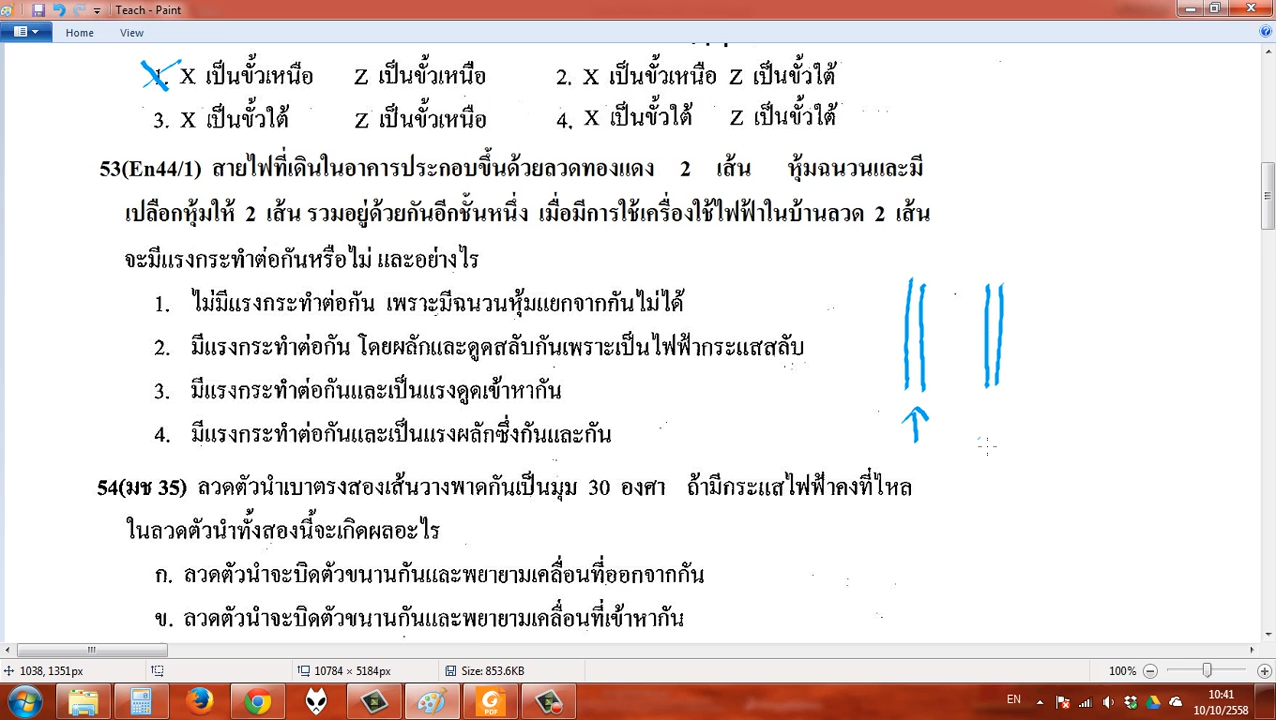 Teach - Paint
Home View
1. X เป็นขั้วเหนือ Z เป็นขั้วเหนือ 2. X เป็นขั้วเหนือ Z เป็นขั้วใต้
3. X เป็นขั้วใต้ Z เป็นขั้วเหนือ 4. X เป็นขั้วใต้ Z เป็นขั้วใต้
53(En44/1) สายไฟที่เดินในอาคารประกอบขึ้นด้วยลวดทองแดง 2 เส้น หุ้มฉนวนและมี
เปลือกหุ้มให้ 2 เส้น รวมอยู่ด้วยกันอีกชั้นหนึ่ง เมื่อมีการใช้เครื่องใช้ไฟฟ้าในบ้านลวด 2 เส้น
จะมีแรงกระทำต่อกันหรือไม่ และอย่างไร
1. ไม่มีแรงกระทำต่อกัน เพราะมีฉนวนหุ้มแยกจากกันไม่ได้
2. มีแรงกระทำต่อกัน โดยผลักและดูดสลับกันเพราะเป็นไฟฟ้ากระแสสลับ
3. มีแรงกระทำต่อกันและเป็นแรงดูดเข้าหากัน
4. มีแรงกระทำต่อกันและเป็นแรงผลักซึ่งกันและกัน
54(มช 35) ลวดตัวนำเบาตรงสองเส้นวางพาดกันเป็นมุม 30 องศา ถ้ามีกระแสไฟฟ้าคงที่ไหล
ในลวดตัวนำทั้งสองนี้จะเกิดผลอะไร
ก. ลวดตัวนำจะบิดตัวขนานกันและพยายามเคลื่อนที่ออกจากกัน
ข. ลวดตัวนำจะบิดตัวขนานกันและพยายามเคลื่อนที่เข้าหากัน
1038, 1351px 10784 × 5184px Size: 853.6KB 100%
EN 10:41
10/10/2558